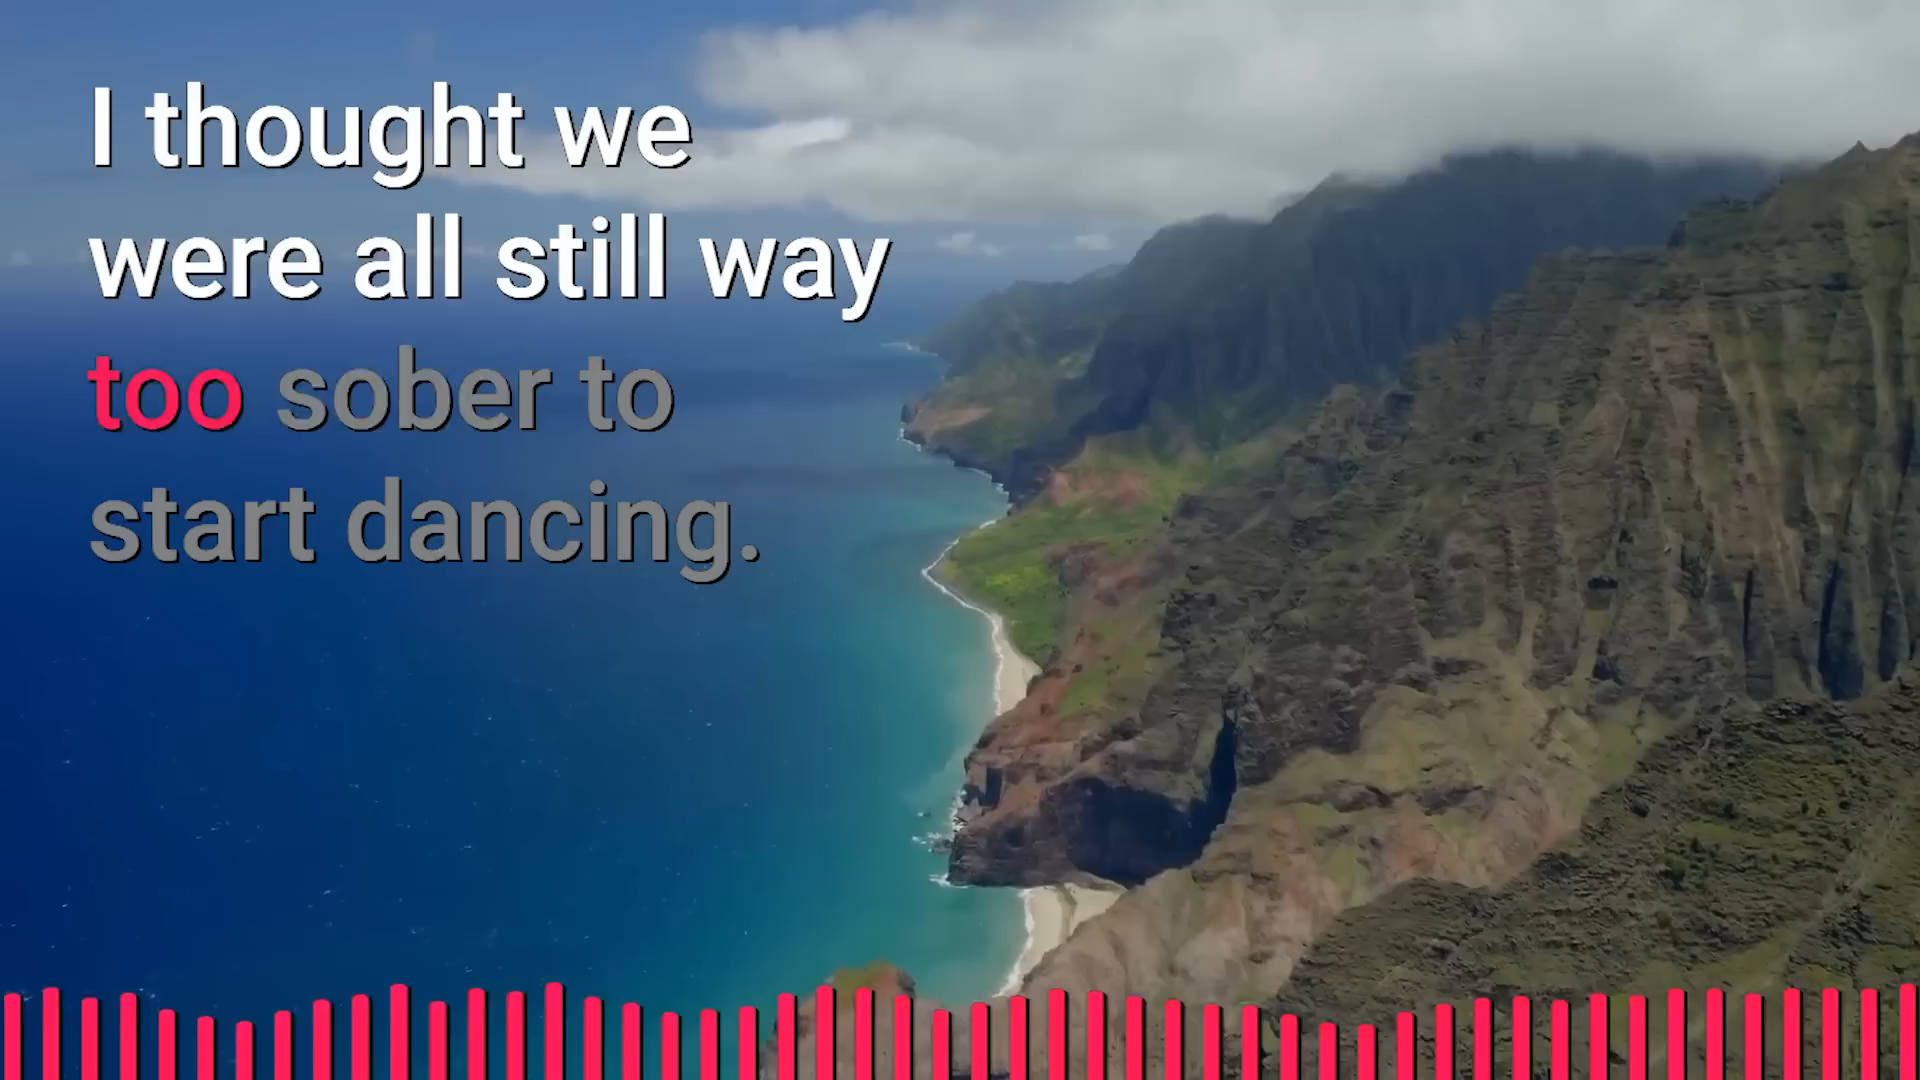 I thought we
were all still way
too sober to
start dancing.